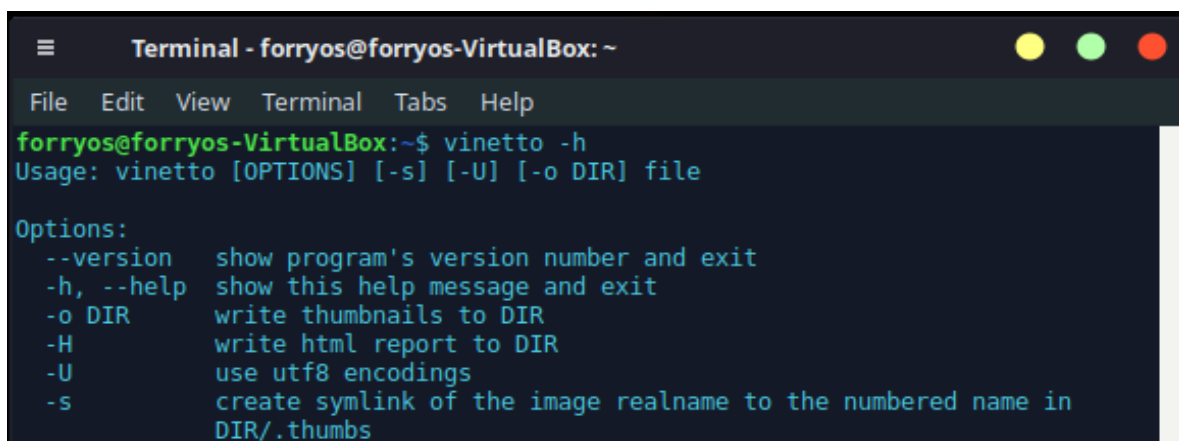 Terminal - forryos@forryos-VirtualBox: ~
File Edit View Terminal Tabs Help
forryos@forryos-VirtualBox:~$ vinetto -h
Usage: vinetto [OPTIONS] [-s] [-U] [-o DIR] file
Options:
--version show program's version number and exit
-h, --help show this help message and exit
-o DIR write thumbnails to DIR
-H write html report to DIR
-U use utf8 encodings
-s create symlink of the image realname to the numbered name in
DIR/.thumbs